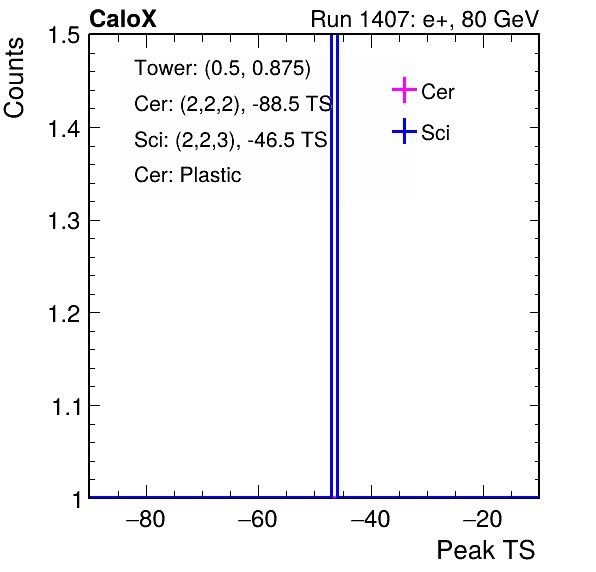 CaloX Run 1407: e+, 80 GeV
Counts
1.5
1.4
1.3
1.2
1.1
1
Tower: (0.5, 0.875)
Cer: (2,2,2), -88.5 TS
Sci: (2,2,3), -46.5 TS
Cer: Plastic
Cer
Sci
−80 −60 −40 −20
Peak TS